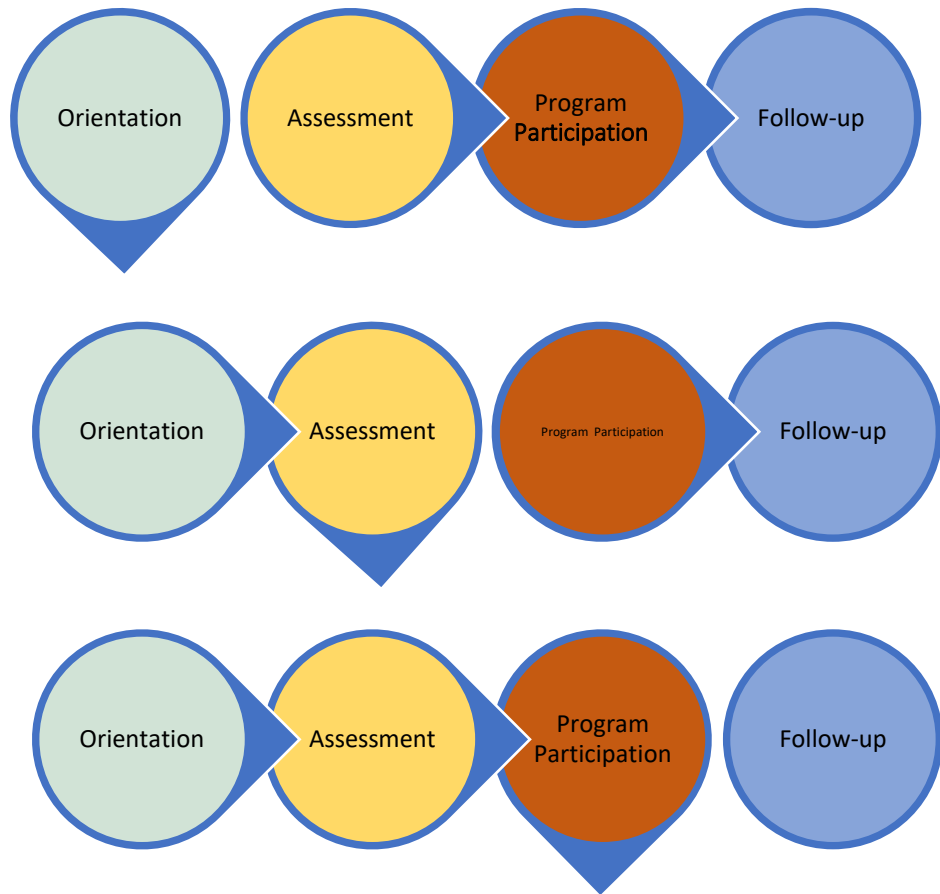 Orientation
Assessment
Program
Participation
Follow-up
Orientation
Assessment
Program Participation
Follow-up
Orientation
Assessment
Program
Participation
Follow-up